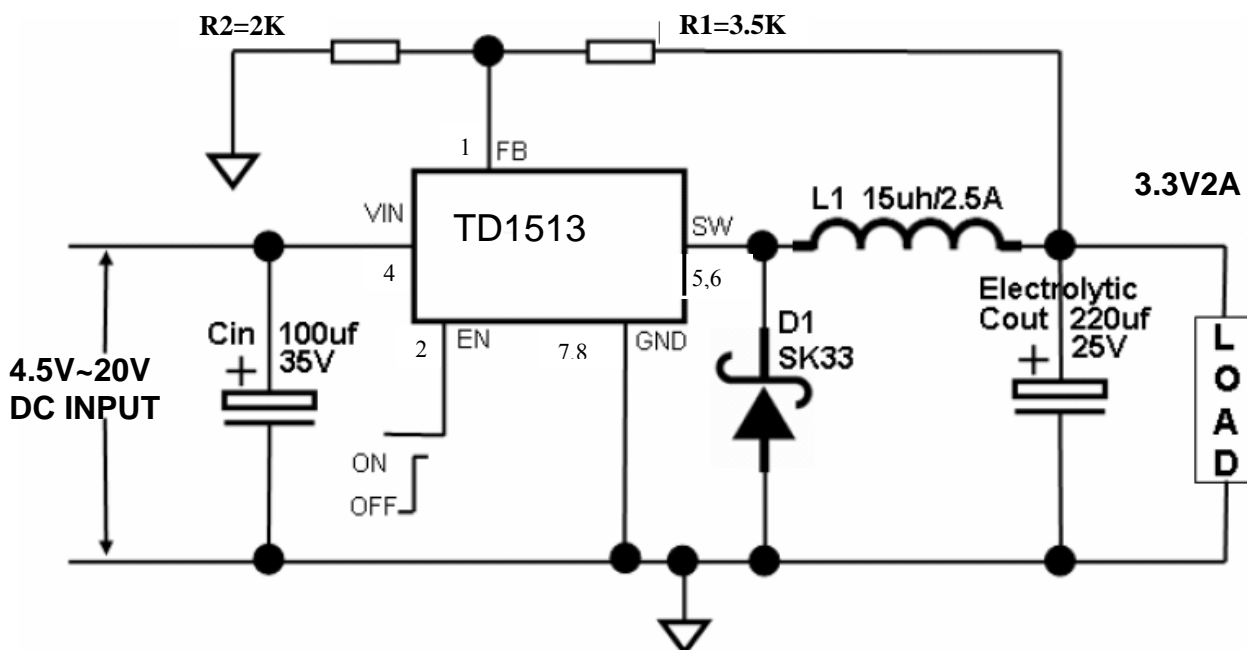 R2=2K
R1=3.5K
1
FB
3.3V2A
VIN
TD1513
SW
L1 15uh/2.5A
4
5,6
Electrolytic
Cin 100uf
35V
+
2
EN
7.8
GND
D1
SK33
Cout 220uf
25V
+
4.5V~20V
DC INPUT
L
O
A
D
ON
OFF